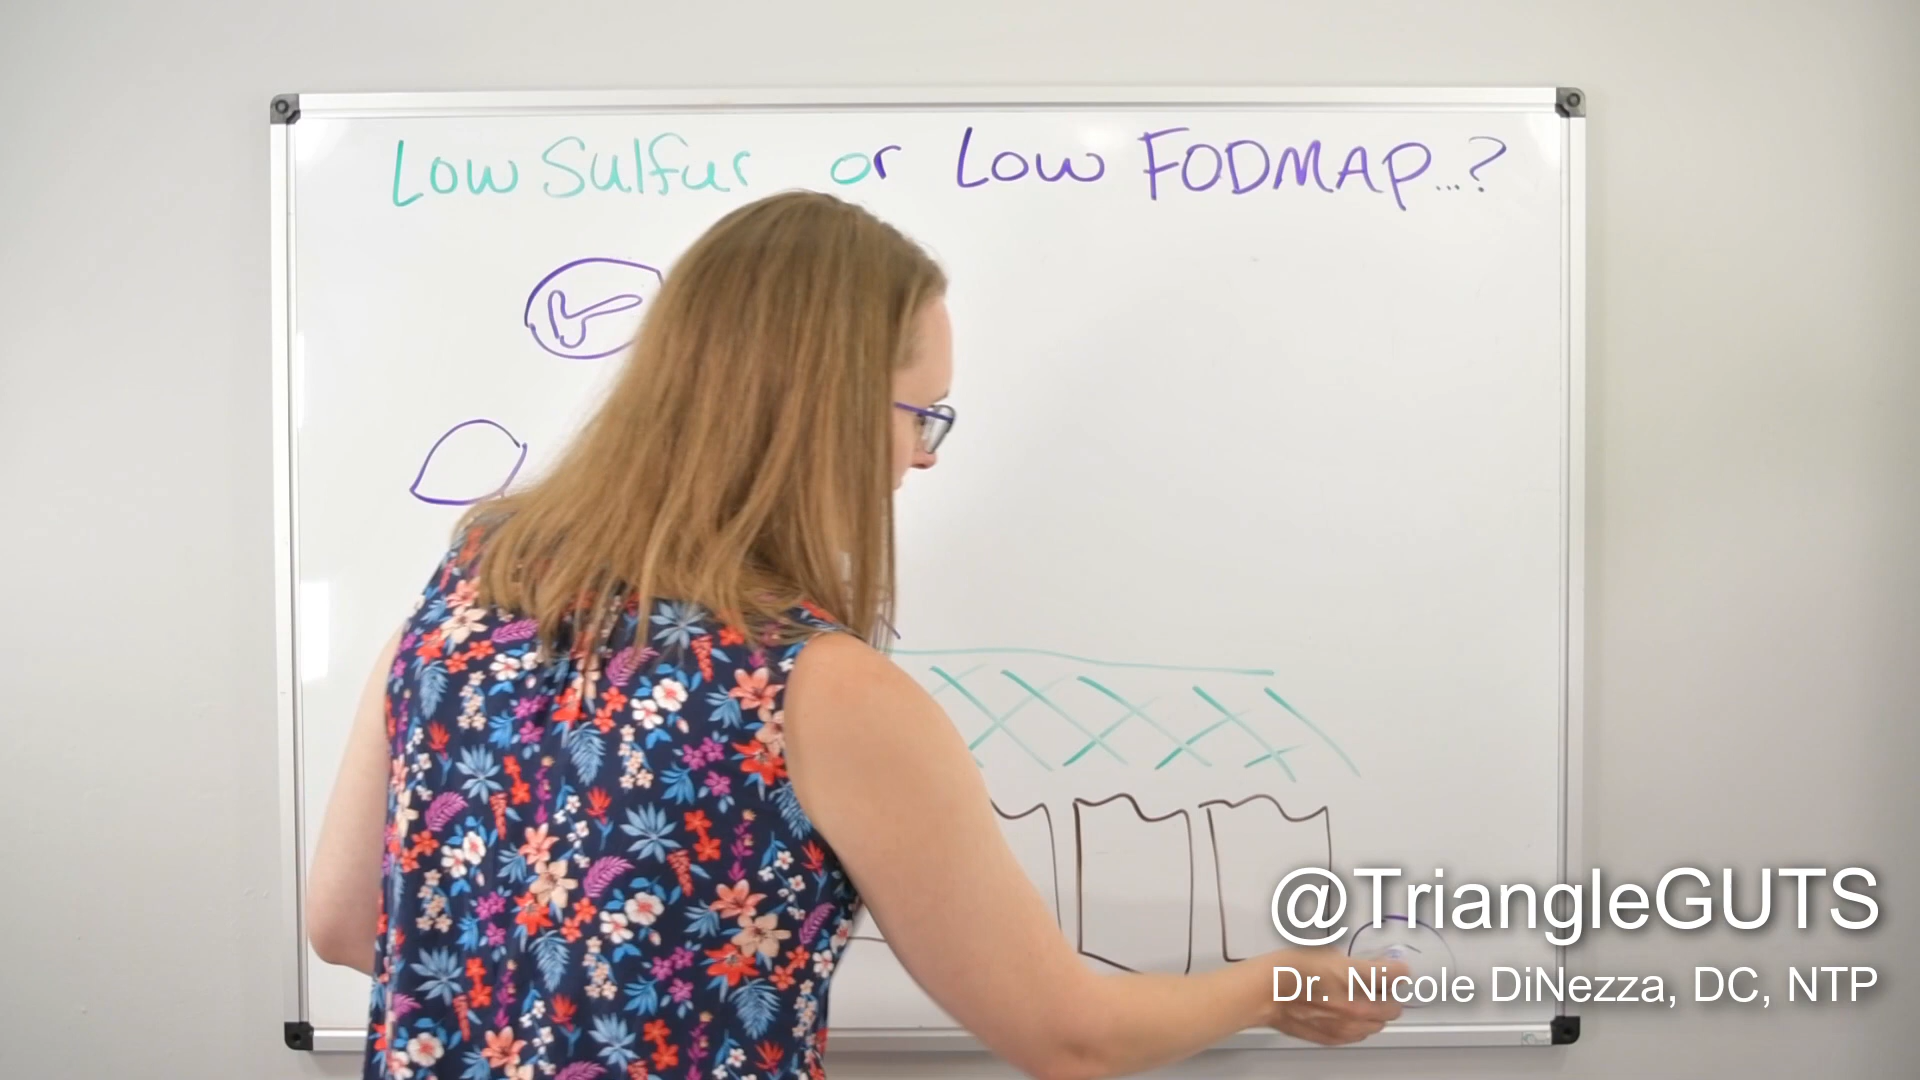 Low Sulfur or Low FODMAP...?
@TriangleGUTS
Dr. Nicole DiNezza, DC, NTP